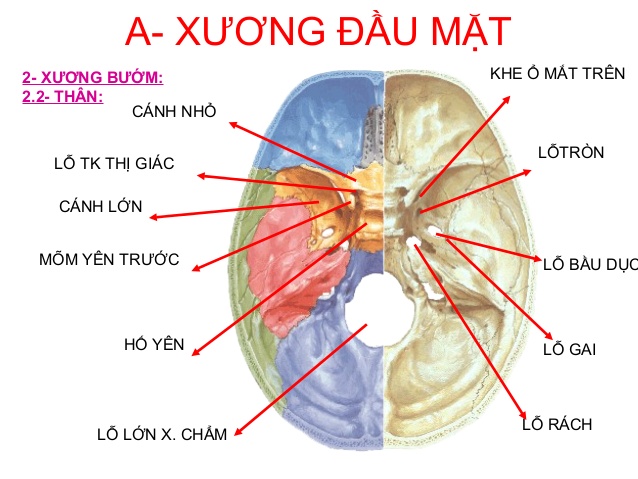 A- XƯƠNG ĐẦU MẶT
2- XƯƠNG BƯỚM:
2.2- THÂN:
KHE Ổ MẮT TRÊN
CÁNH NHỎ
LỖTRÒN
LỖ TK THỊ GIÁC
CÁNH LỚN
MÕM YÊN TRƯỚC
LỖ BẦU DỤC
HỐ YÊN
LỖ GAI
LỖ RÁCH
LỖ LỚN X. CHẨM